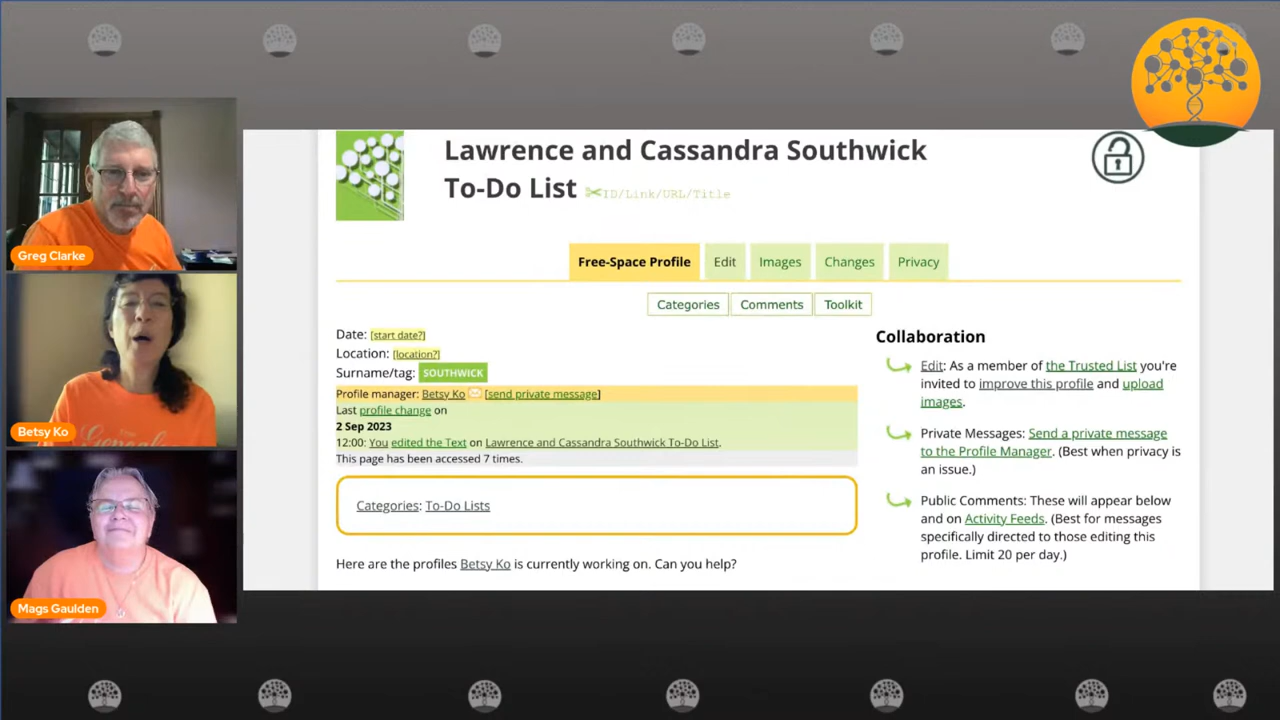 Lawrence and Cassandra Southwick
To-Do List ID/Link/URL/Title
Free-Space Profile Edit Images Changes Privacy
Categories Comments Toolkit
Date: [start date?]
Location: [location?]
Surname/tag: SOUTHWICK
Profile manager: Betsy Ko [send private message]
Last profile change on
2 Sep 2023
12:00: You edited the Text on Lawrence and Cassandra Southwick To-Do List.
This page has been accessed 7 times.
Categories: To-Do Lists
Here are the profiles Betsy Ko is currently working on. Can you help?
Collaboration
Edit: As a member of the Trusted List you're
invited to improve this profile and upload
images.
Private Messages: Send a private message
to the Profile Manager. (Best when privacy is
an issue.)
Public Comments: These will appear below
and on Activity Feeds. (Best for messages
specifically directed to those editing this
profile. Limit 20 per day.)
Greg Clarke
Betsy Ko
Mags Gaulden